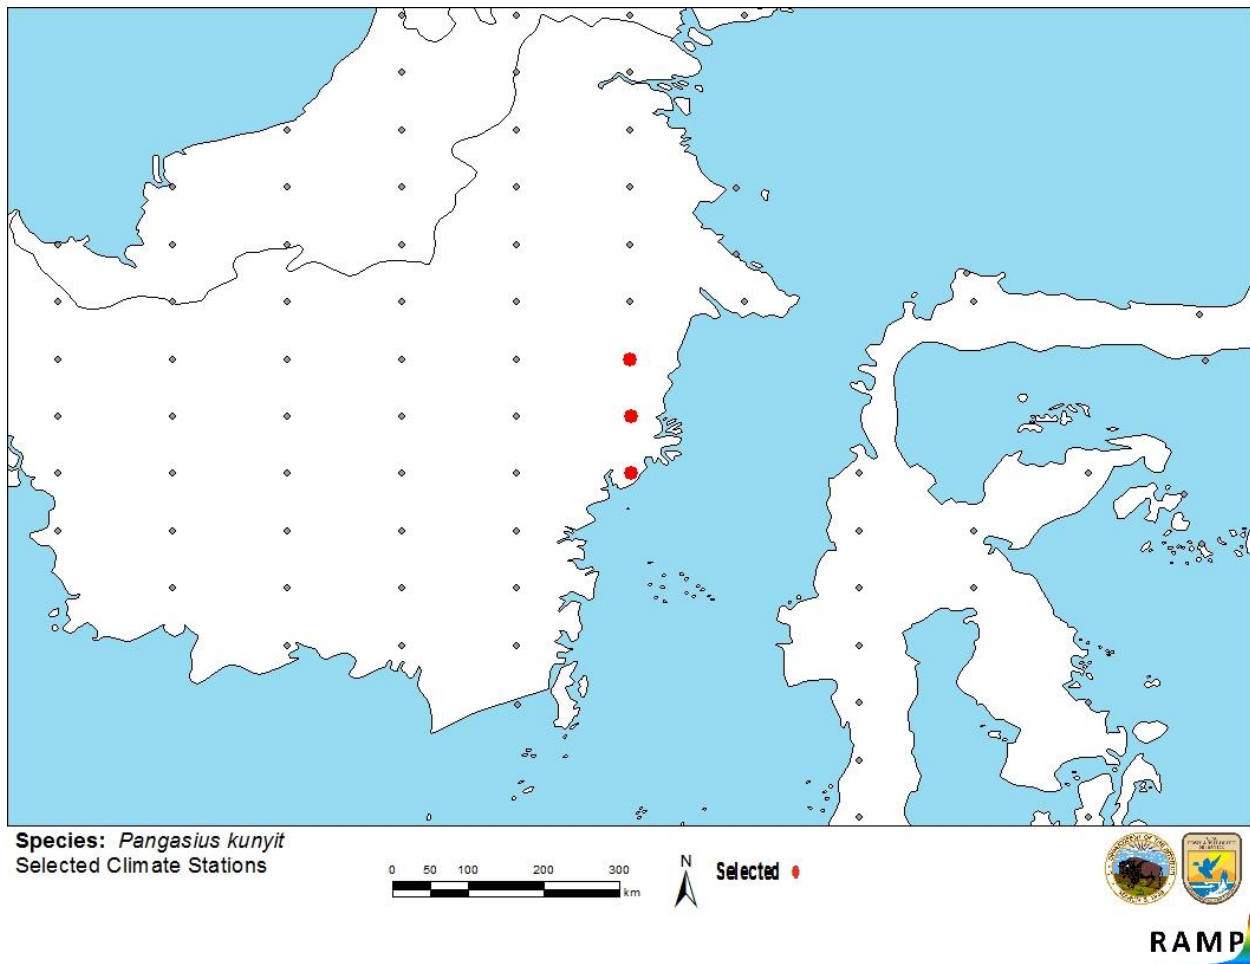 Species: Pangasius kunyit
Selected Climate Stations
0 50 100 200 300
km
N
Selected
RAMP